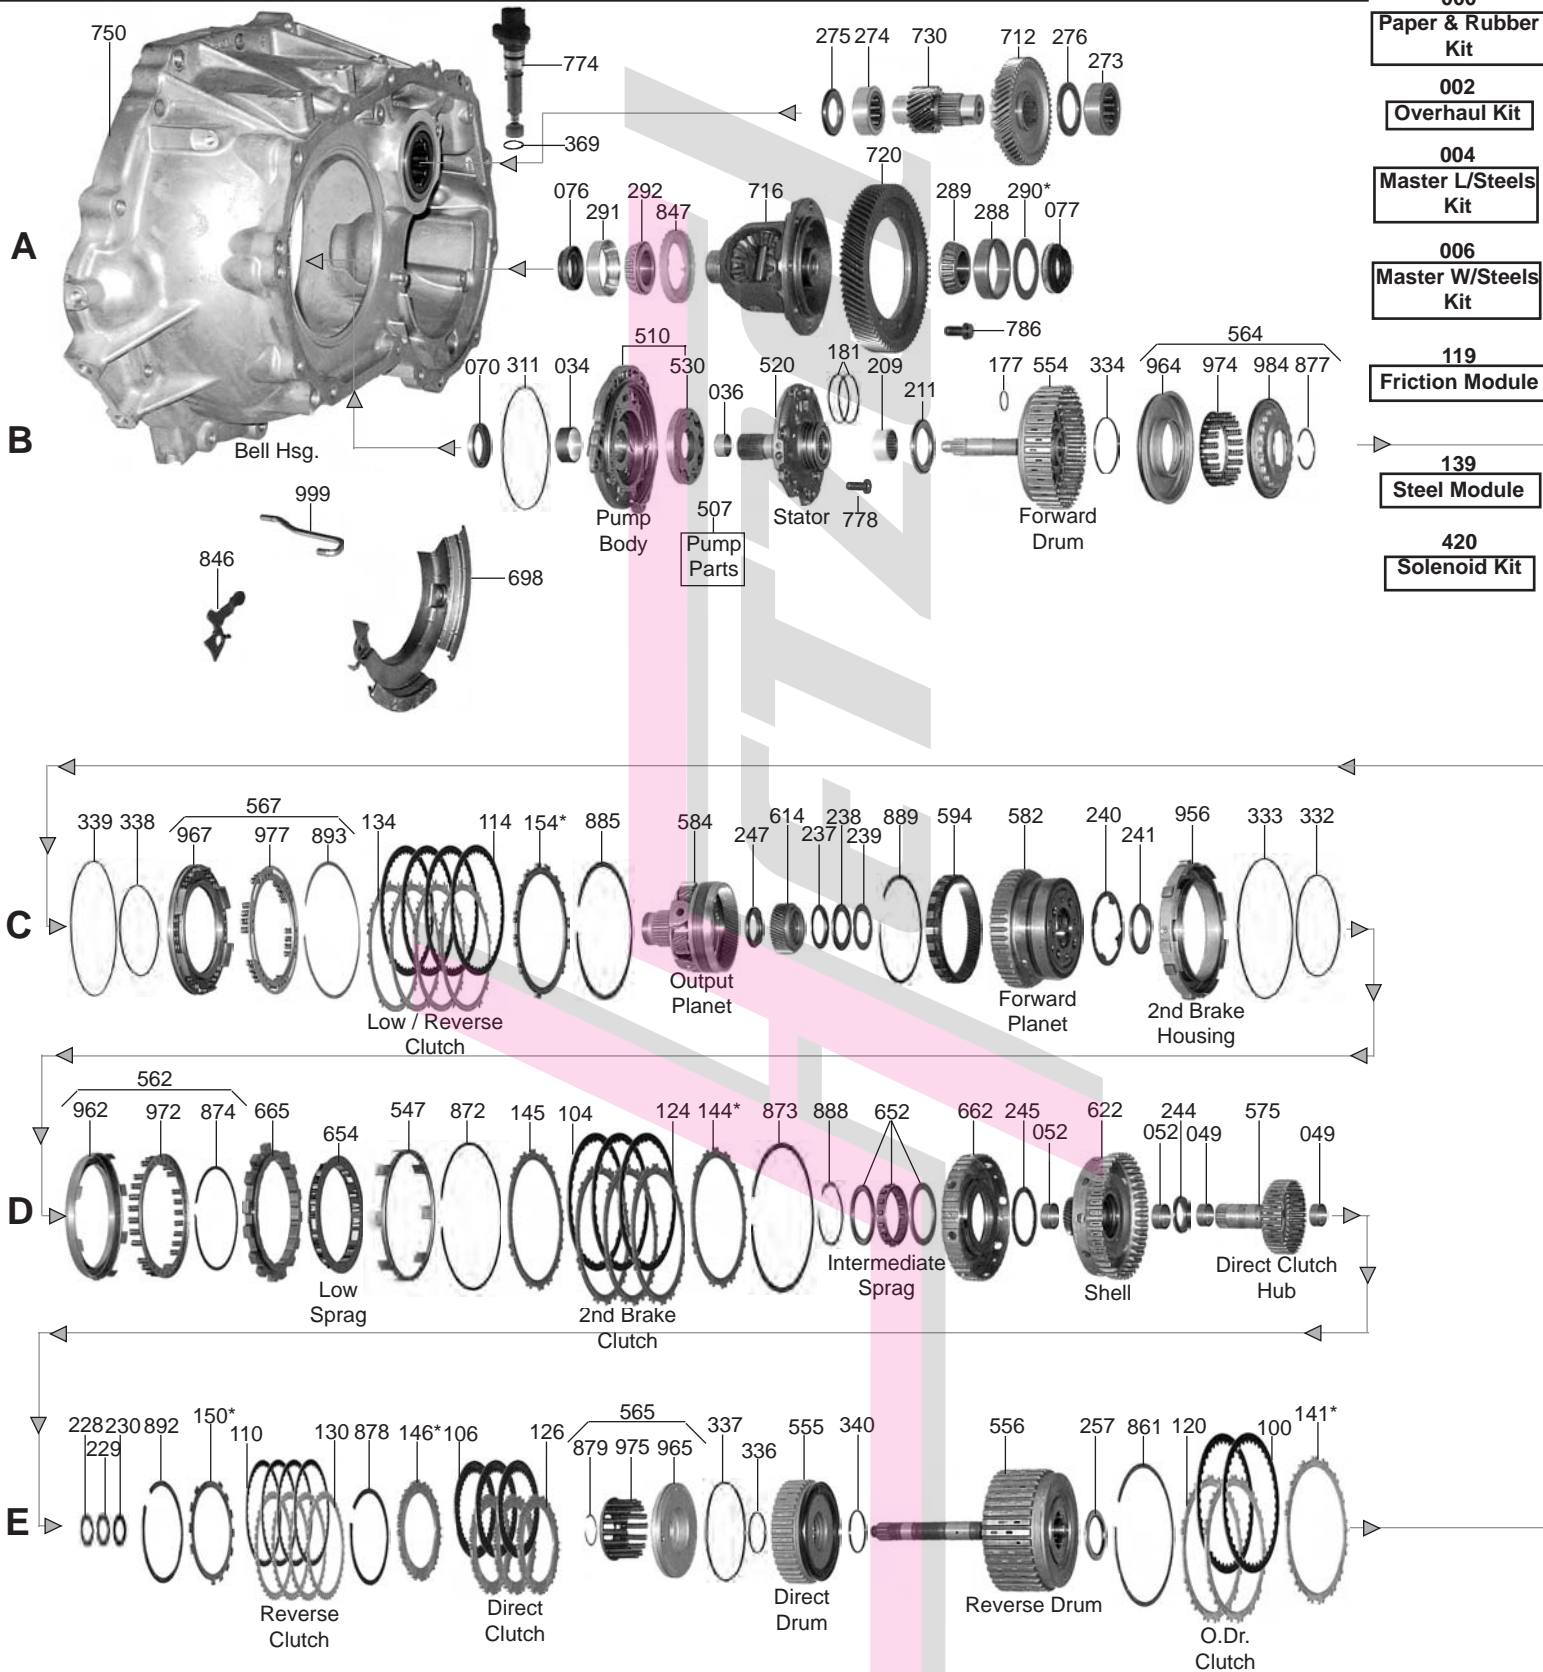 000
Paper & Rubber
Kit
002
Overhaul Kit
004
Master L/Steels
Kit
006
Master W/Steels
Kit
119
Friction Module
139
Steel Module
420
Solenoid Kit
750
774
369
275 274 730 712 276 273
720
A
076 291 292 847 716 289 288 290* 077
786
B
Bell Hsg.
070 311 034 510 530 036 520 181 209 211 177 554 334 564 964 974 984 877
Pump
Body
507
Pump
Parts
Stator
778
Forward
Drum
999
846
698
C
339 338 567 967 977 893 134 114 154* 885 584 247 614 237 238 239 889 594 582 240 241 956 333 332
Low / Reverse
Clutch
Output
Planet
Forward
Planet
2nd Brake
Housing
D
562 962 972 874 665 654 547 872 145 104 124 144* 873 888 652 662 245 052 622 052 244 049 575 049
Low
Sprag
2nd Brake
Clutch
Intermediate
Sprag
Shell
Direct Clutch
Hub
E
228 229 230 892 150* 110 130 878 146* 106 126 565 879 975 965 337 336 555 340 556 257 861 120 100 141*
Reverse
Clutch
Direct
Clutch
Direct
Drum
Reverse Drum
O.Dr.
Clutch